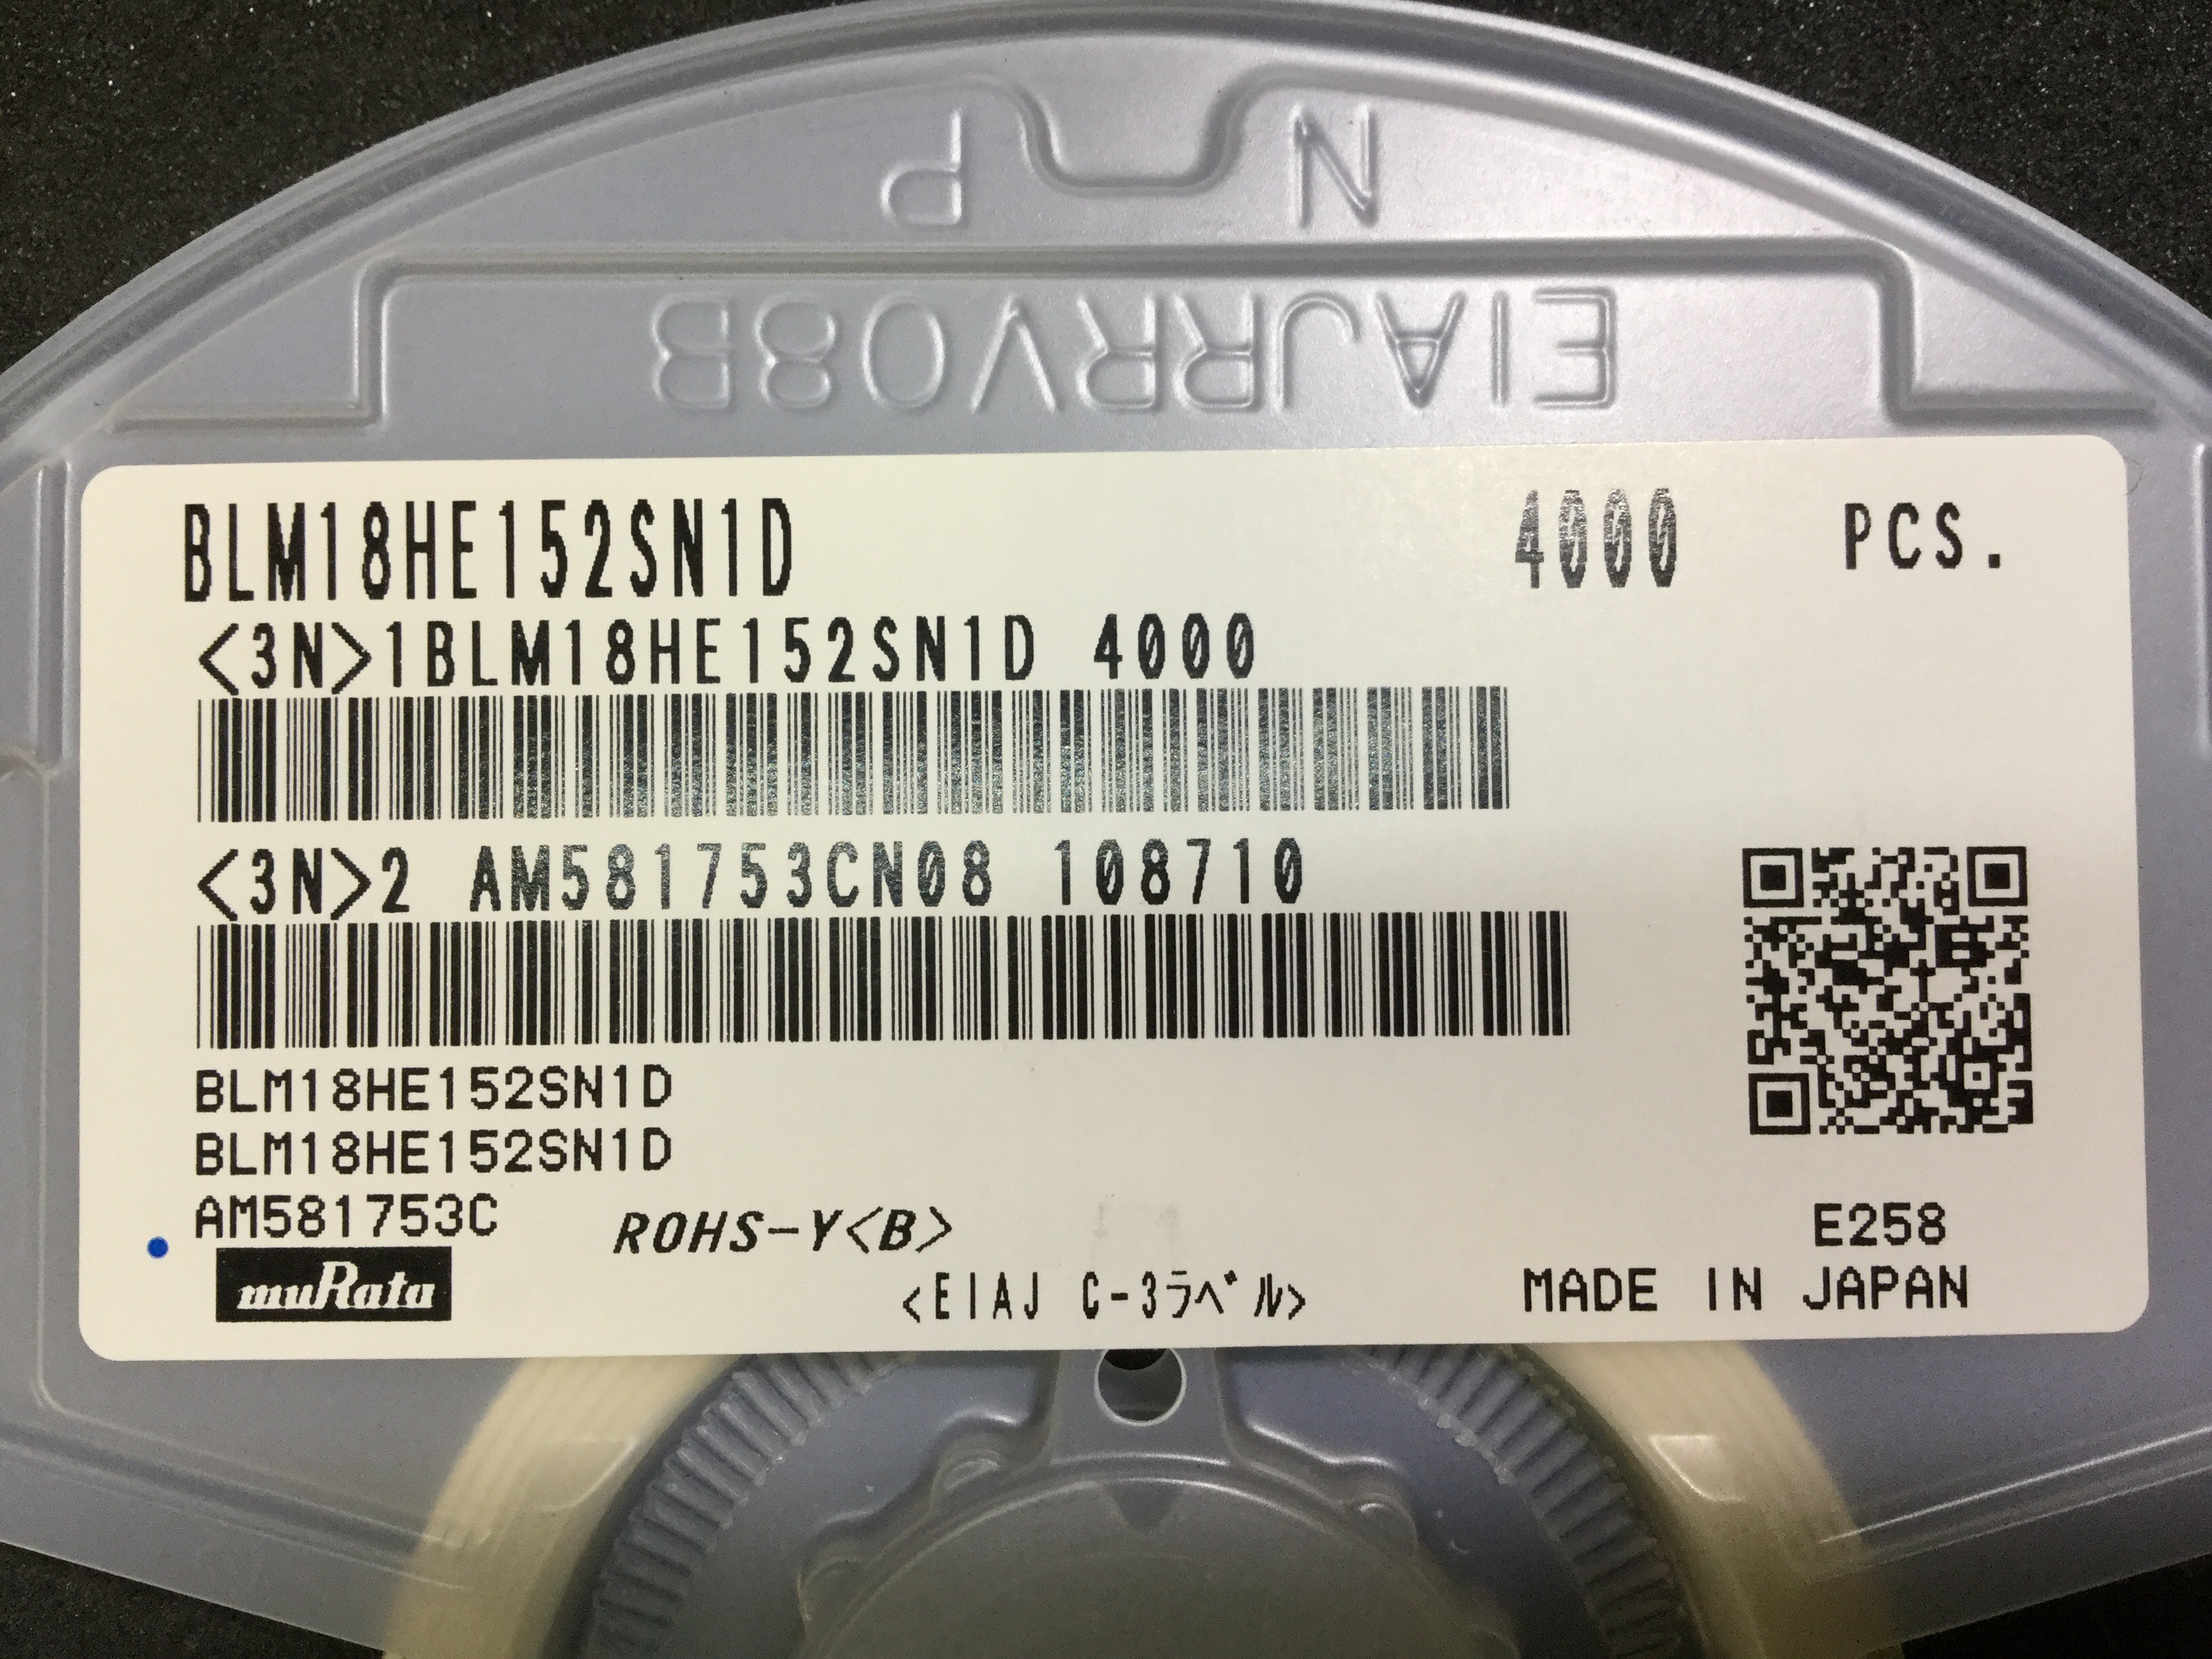 N P
EIAJRRV08B
BLM18HE152SN1D 4000 PCS.
<3N>1BLM18HE152SN1D 4000
<3N>2 AM581753CN08 108710
BLM18HE152SN1D
BLM18HE152SN1D
AM581753C ROHS-Y<B> E258
muRata <EIAJ C-3ラベル> MADE IN JAPAN